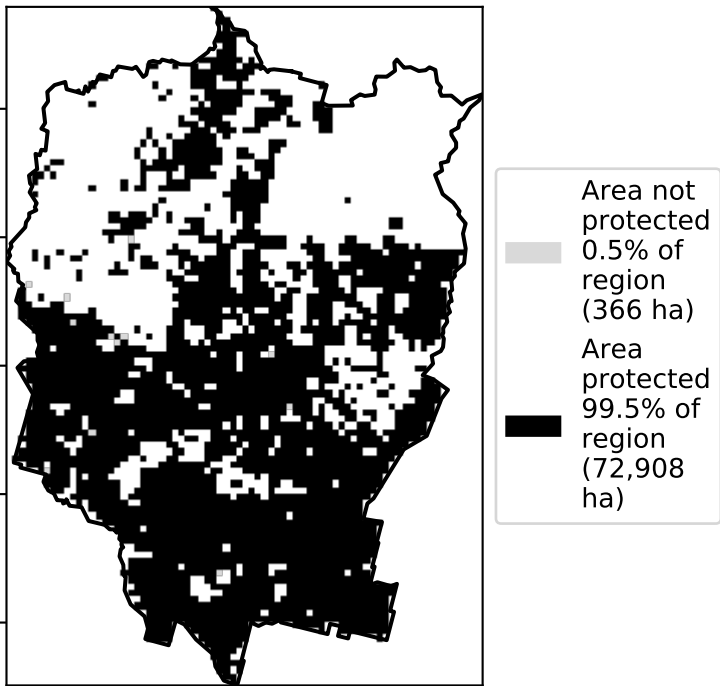 Area not
protected
0.5% of
region
(366 ha)
Area
protected
99.5% of
region
(72,908
ha)